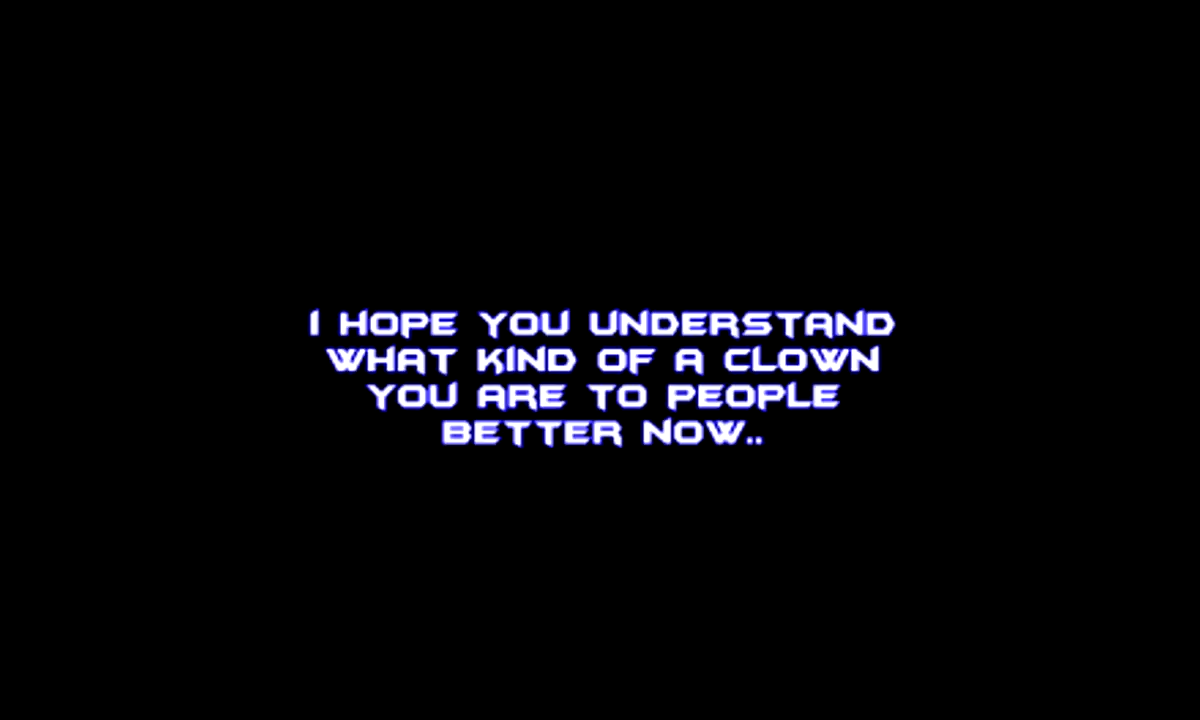 I HOPE YOU UNDERSTAND
WHAT KIND OF A CLOWN
YOU ARE TO PEOPLE
BETTER NOW..